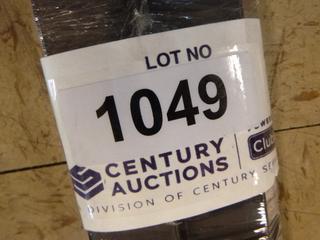 LOT NO
1049
CENTURY
AUCTIONS
DIVISION OF CENTURY